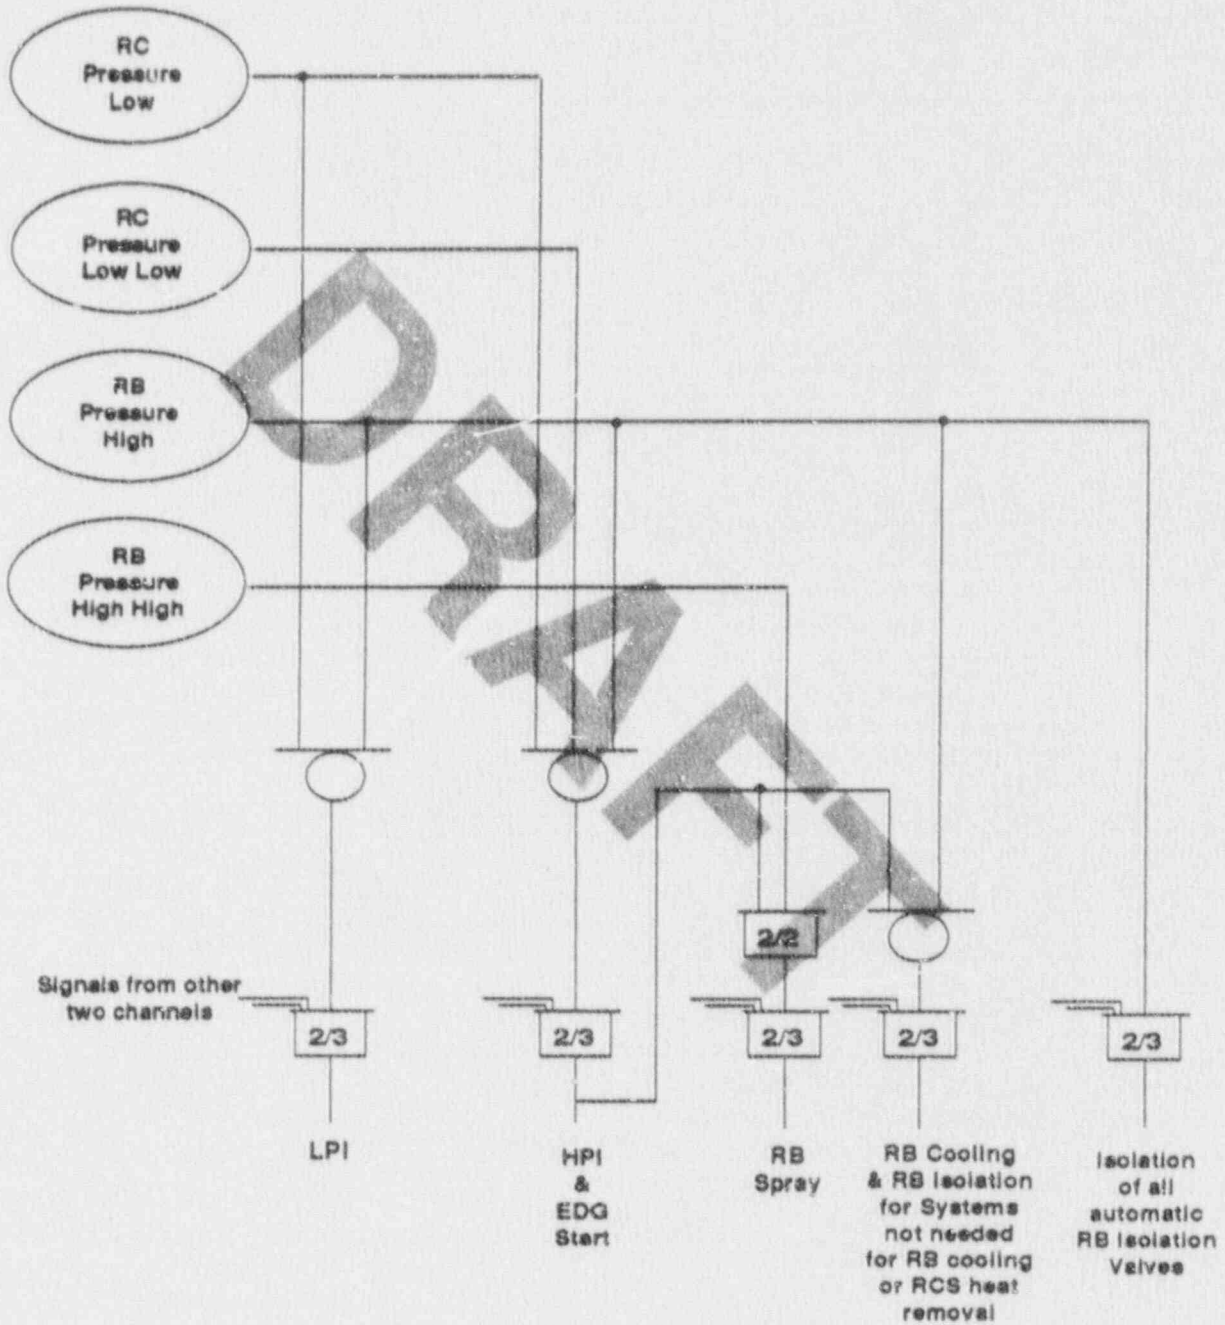 RC
Pressure
Low
RC
Pressure
Low Low
RB
Pressure
High
RB
Pressure
High High
DRAFT
2/2
Signals from other
two channels
2/3
2/3
2/3
2/3
2/3
LPI
HPI
&
EDG
Start
RB
Spray
RB Cooling
& RB Isolation
for Systems
not needed
for RB cooling
or RCS heat
removal
Isolation
of all
automatic
RB Isolation
Valves